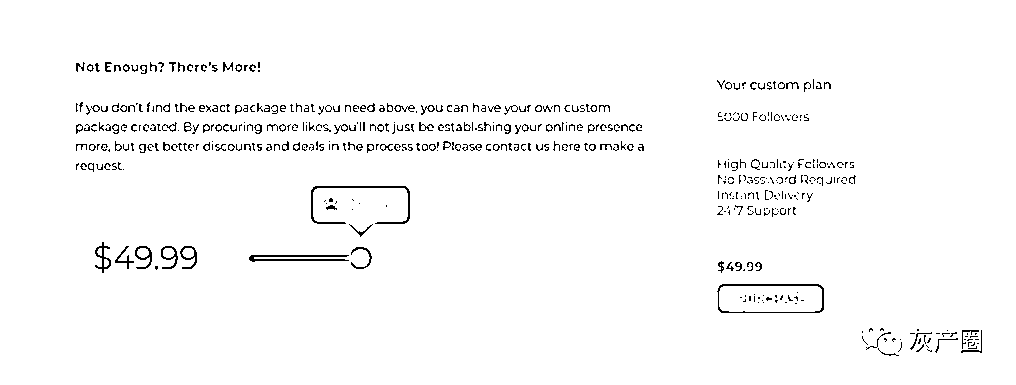 Not Enough? There's More!
If you don't find the exact package that you need above, you can have your own custom
package created. By procuring more likes, you'll not just be establishing your online presence
more, but get better discounts and deals in the process too! Please contact us here to make a
request.
$49.99
Your custom plan
5000 Followers
High Quality Followers
No Password Required
Instant Delivery
24/7 Support
$49.99
灰产圈